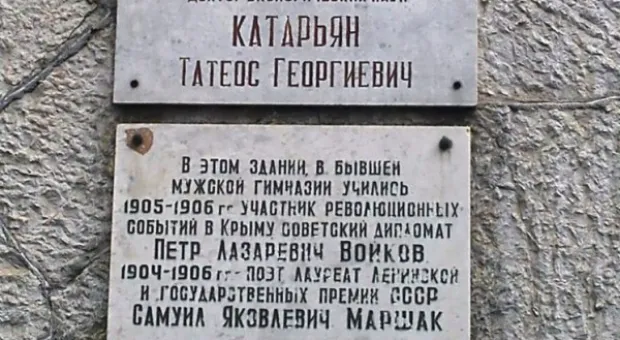 КАТАРЬЯН
ТАТЕОС ГЕОРГИЕВИЧ
В ЭТОМ ЗДАНИИ, В БЫВШЕЙ
МУЖСКОЙ ГИМНАЗИИ УЧИЛИСЬ
1905-1906 гг УЧАСТНИК РЕВОЛЮЦИОННЫХ
СОБЫТИЙ В КРЫМУ СОВЕТСКИЙ ДИПЛОМАТ
ПЕТР ЛАЗАРЕВИЧ ВОЙКОВ
1904-1906 гг.- ПОЭТ ЛАУРЕАТ ЛЕНИНСКОЙ
И ГОСУДАРСТВЕННЫХ ПРЕМИИ СССР
САМУИЛ ЯКОВЛЕВИЧ МАРШАК